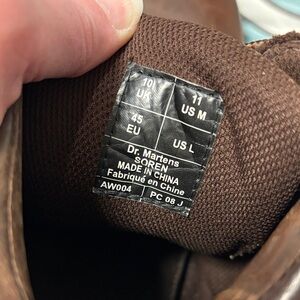 10 UK
11 US M
45 EU
US L
Dr. Martens
SOREN
MADE IN CHINA
Fabriqué en Chine
AW004
PC 08 J